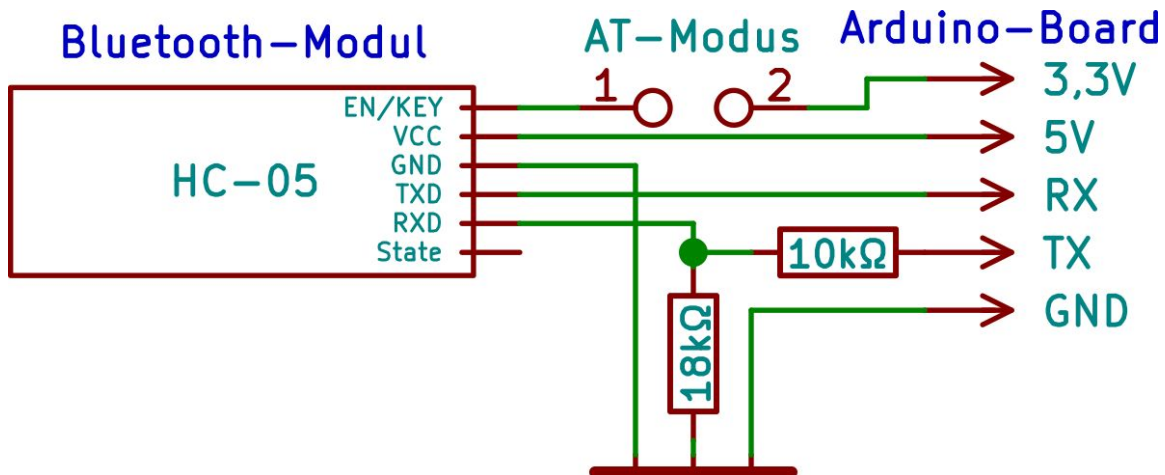 Bluetooth-Modul
AT-Modus
Arduino-Board
HC-05
EN/KEY
VCC
GND
TXD
RXD
State
1
2
3,3V
5V
RX
TX
GND
10kΩ
18kΩ